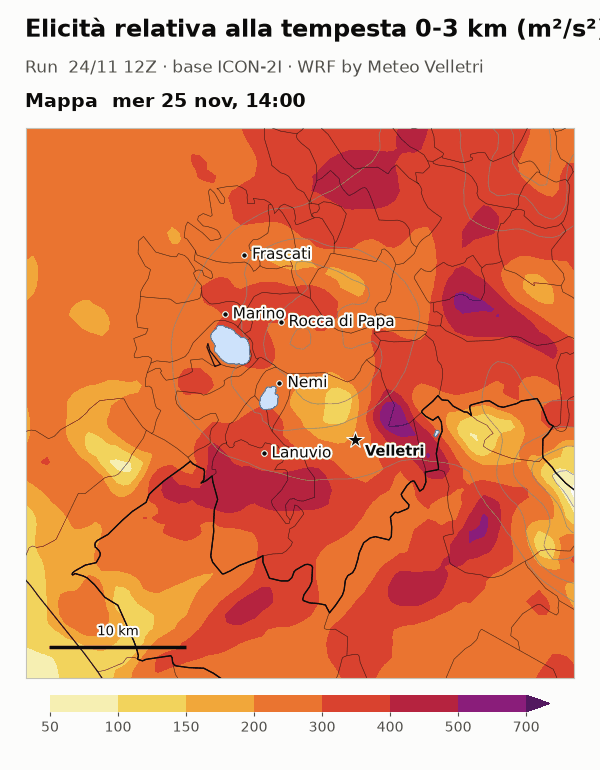 Elicità relativa alla tempesta 0-3 km (m²/s²)
Run  24/11 12Z · base ICON-2I · WRF by Meteo Velletri
Mappa  mer 25 nov, 14:00
Frascati
Marino
Rocca di Papa
Nemi
Velletri
Lanuvio
10 km
50 100 150 200 300 400 500 700